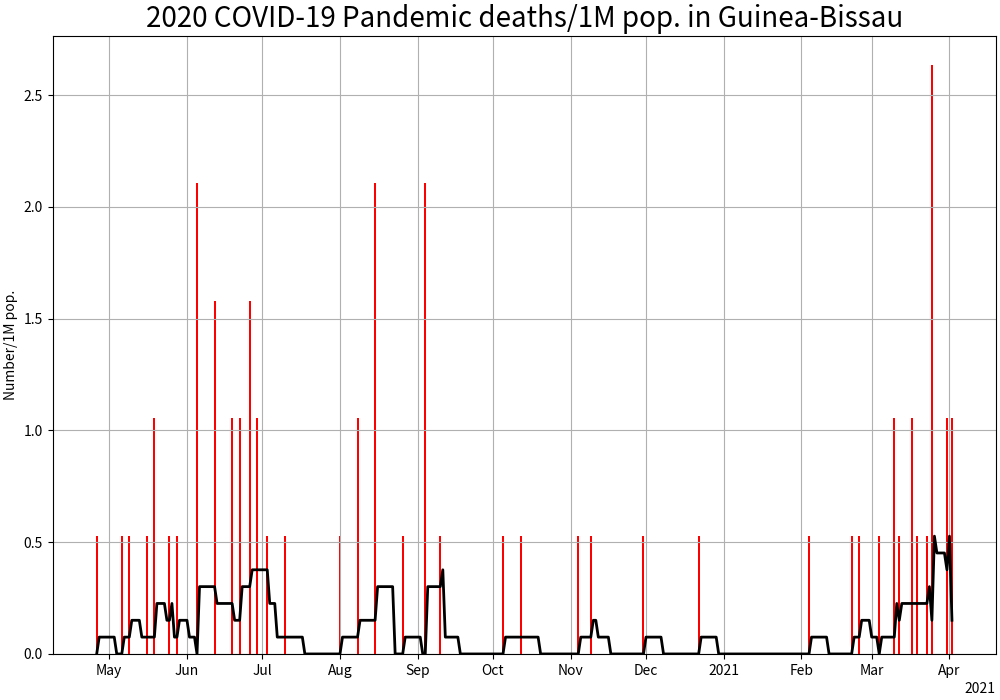 2020 COVID-19 Pandemic deaths/1M pop. in Guinea-Bissau
Number/1M pop.
2.5
2.0
1.5
1.0
0.5
0.0
May Jun Jul Aug Sep Oct Nov Dec 2021 Feb Mar Apr
2021